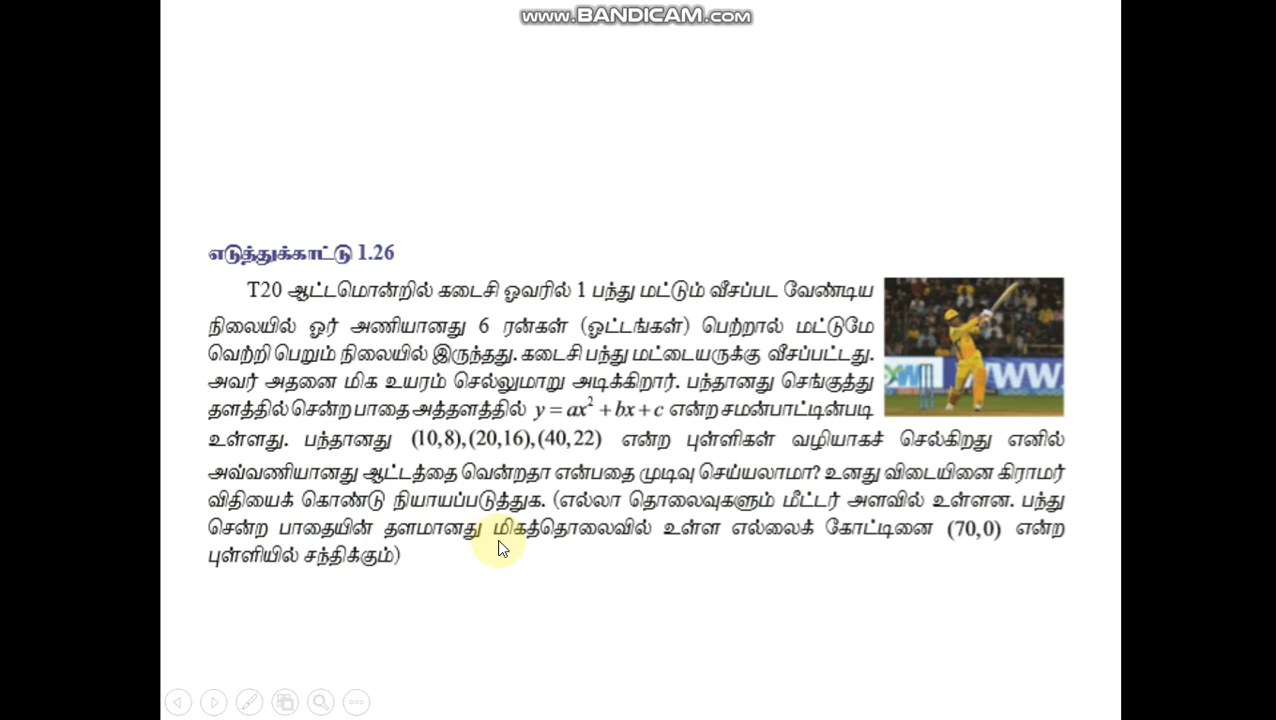 www.BANDICAM.com
எடுத்துக்காட்டு 1.26
T20 ஆட்டமொன்றில் கடைசி ஓவரில் 1 பந்து மட்டும் வீசப்பட வேண்டிய
நிலையில் ஓர் அணியானது 6 ரன்கள் (ஓட்டங்கள்) பெற்றால் மட்டுமே
வெற்றி பெறும் நிலையில் இருந்தது. கடைசி பந்து மட்டையருக்கு வீசப்பட்டது.
அவர் அதனை மிக உயரம் செல்லுமாறு அடிக்கிறார். பந்தானது செங்குத்து
தளத்தில் சென்ற பாதை அத்தளத்தில் y = ax² + bx + c என்ற சமன்பாட்டின்படி
உள்ளது. பந்தானது (10,8),(20,16),(40,22) என்ற புள்ளிகள் வழியாகச் செல்கிறது எனில்
அவ்வணியானது ஆட்டத்தை வென்றதா என்பதை முடிவு செய்யலாமா? உனது விடையினை கிராமர்
விதியைக் கொண்டு நியாயப்படுத்துக. (எல்லா தொலைவுகளும் மீட்டர் அளவில் உள்ளன. பந்து
சென்ற பாதையின் தளமானது மிகத்தொலைவில் உள்ள எல்லைக் கோட்டினை (70,0) என்ற
புள்ளியில் சந்திக்கும்)